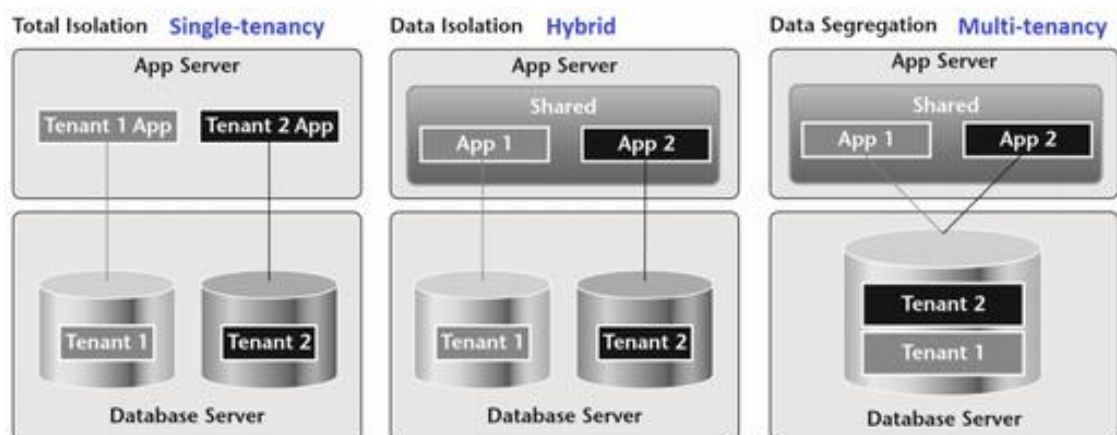 Total Isolation Single-tenancy
App Server
Tenant 1 App Tenant 2 App
Tenant 1 Tenant 2
Database Server
Data Isolation Hybrid
App Server
Shared
App 1 App 2
Tenant 1 Tenant 2
Database Server
Data Segregation Multi-tenancy
App Server
Shared
App 1 App 2
Tenant 2
Tenant 1
Database Server